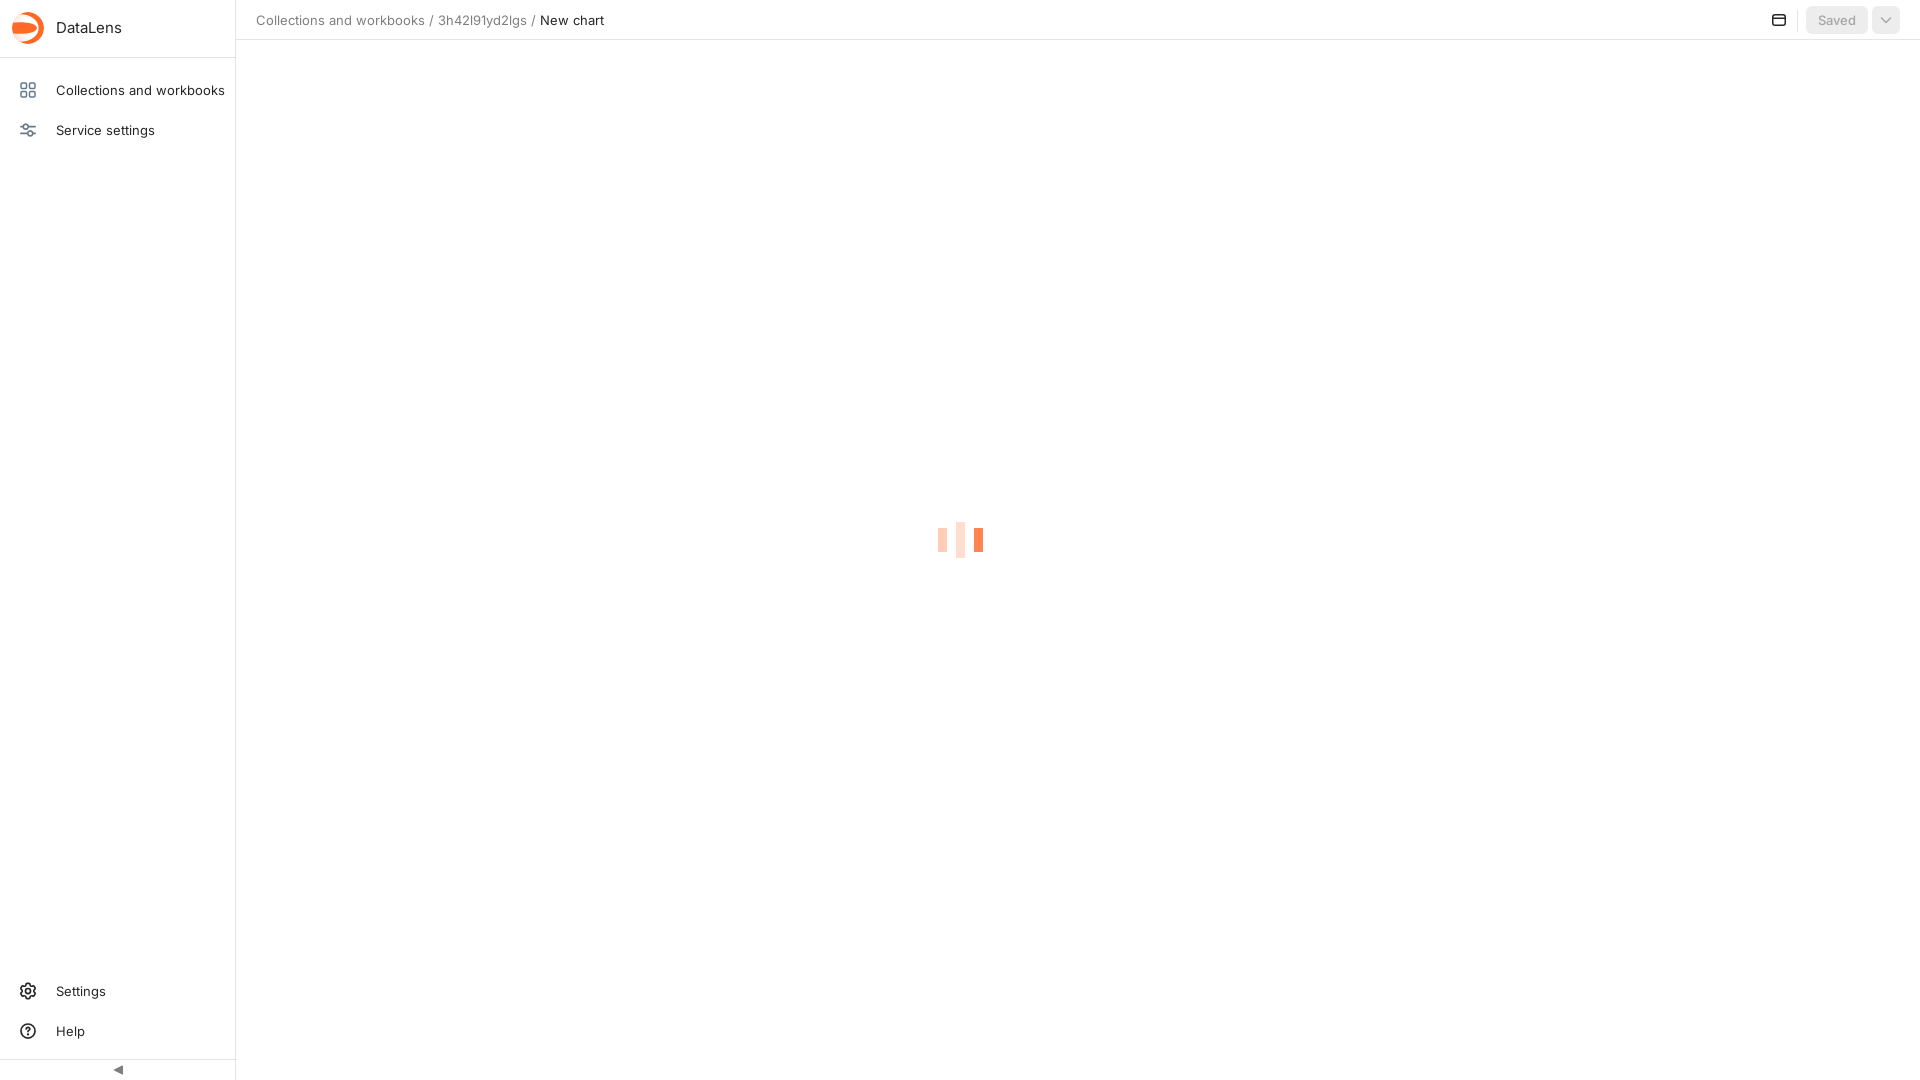 DataLens
Collections and workbooks / 3h42l91yd2lgs / New chart
Saved
Collections and workbooks
Service settings
Settings
Help